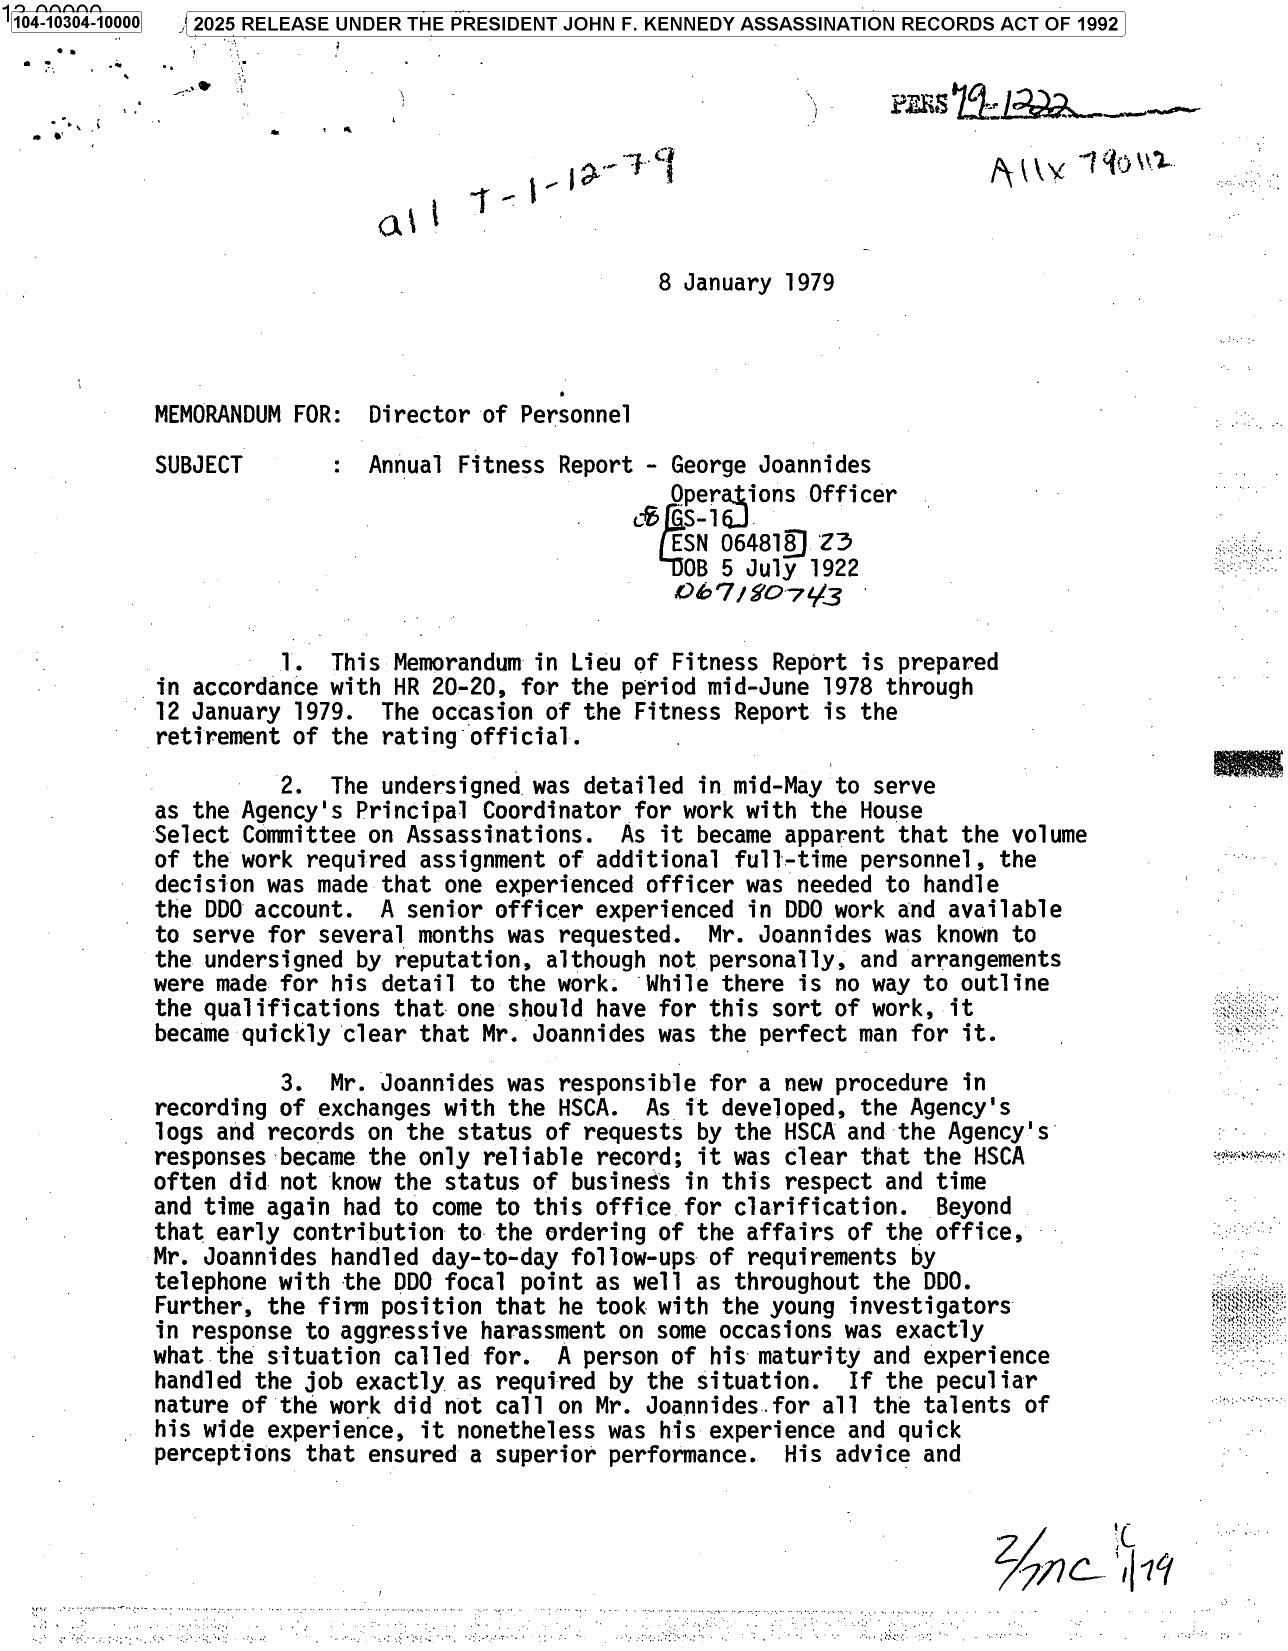 104-10304-10000
2025 RELEASE UNDER THE PRESIDENT JOHN F. KENNEDY ASSASSINATION RECORDS ACT OF 1992
PERS 79-1222
all T-1-12-79
A11x 790112
8 January 1979
MEMORANDUM FOR: Director of Personnel
SUBJECT : Annual Fitness Report - George Joannides
Operations Officer
GS-16
ESN 064818 23
DOB 5 July 1922
067180743
1. This Memorandum in Lieu of Fitness Report is prepared
in accordance with HR 20-20, for the period mid-June 1978 through
12 January 1979. The occasion of the Fitness Report is the
retirement of the rating official.
2. The undersigned was detailed in mid-May to serve
as the Agency's Principal Coordinator for work with the House
Select Committee on Assassinations. As it became apparent that the volume
of the work required assignment of additional full-time personnel, the
decision was made that one experienced officer was needed to handle
the DDO account. A senior officer experienced in DDO work and available
to serve for several months was requested. Mr. Joannides was known to
the undersigned by reputation, although not personally, and arrangements
were made for his detail to the work. While there is no way to outline
the qualifications that one should have for this sort of work, it
became quickly clear that Mr. Joannides was the perfect man for it.
3. Mr. Joannides was responsible for a new procedure in
recording of exchanges with the HSCA. As it developed, the Agency's
logs and records on the status of requests by the HSCA and the Agency's
responses became the only reliable record; it was clear that the HSCA
often did not know the status of business in this respect and time
and time again had to come to this office for clarification. Beyond
that early contribution to the ordering of the affairs of the office,
Mr. Joannides handled day-to-day follow-ups of requirements by
telephone with the DDO focal point as well as throughout the DDO.
Further, the firm position that he took with the young investigators
in response to aggressive harassment on some occasions was exactly
what the situation called for. A person of his maturity and experience
handled the job exactly as required by the situation. If the peculiar
nature of the work did not call on Mr. Joannides for all the talents of
his wide experience, it nonetheless was his experience and quick
perceptions that ensured a superior performance. His advice and